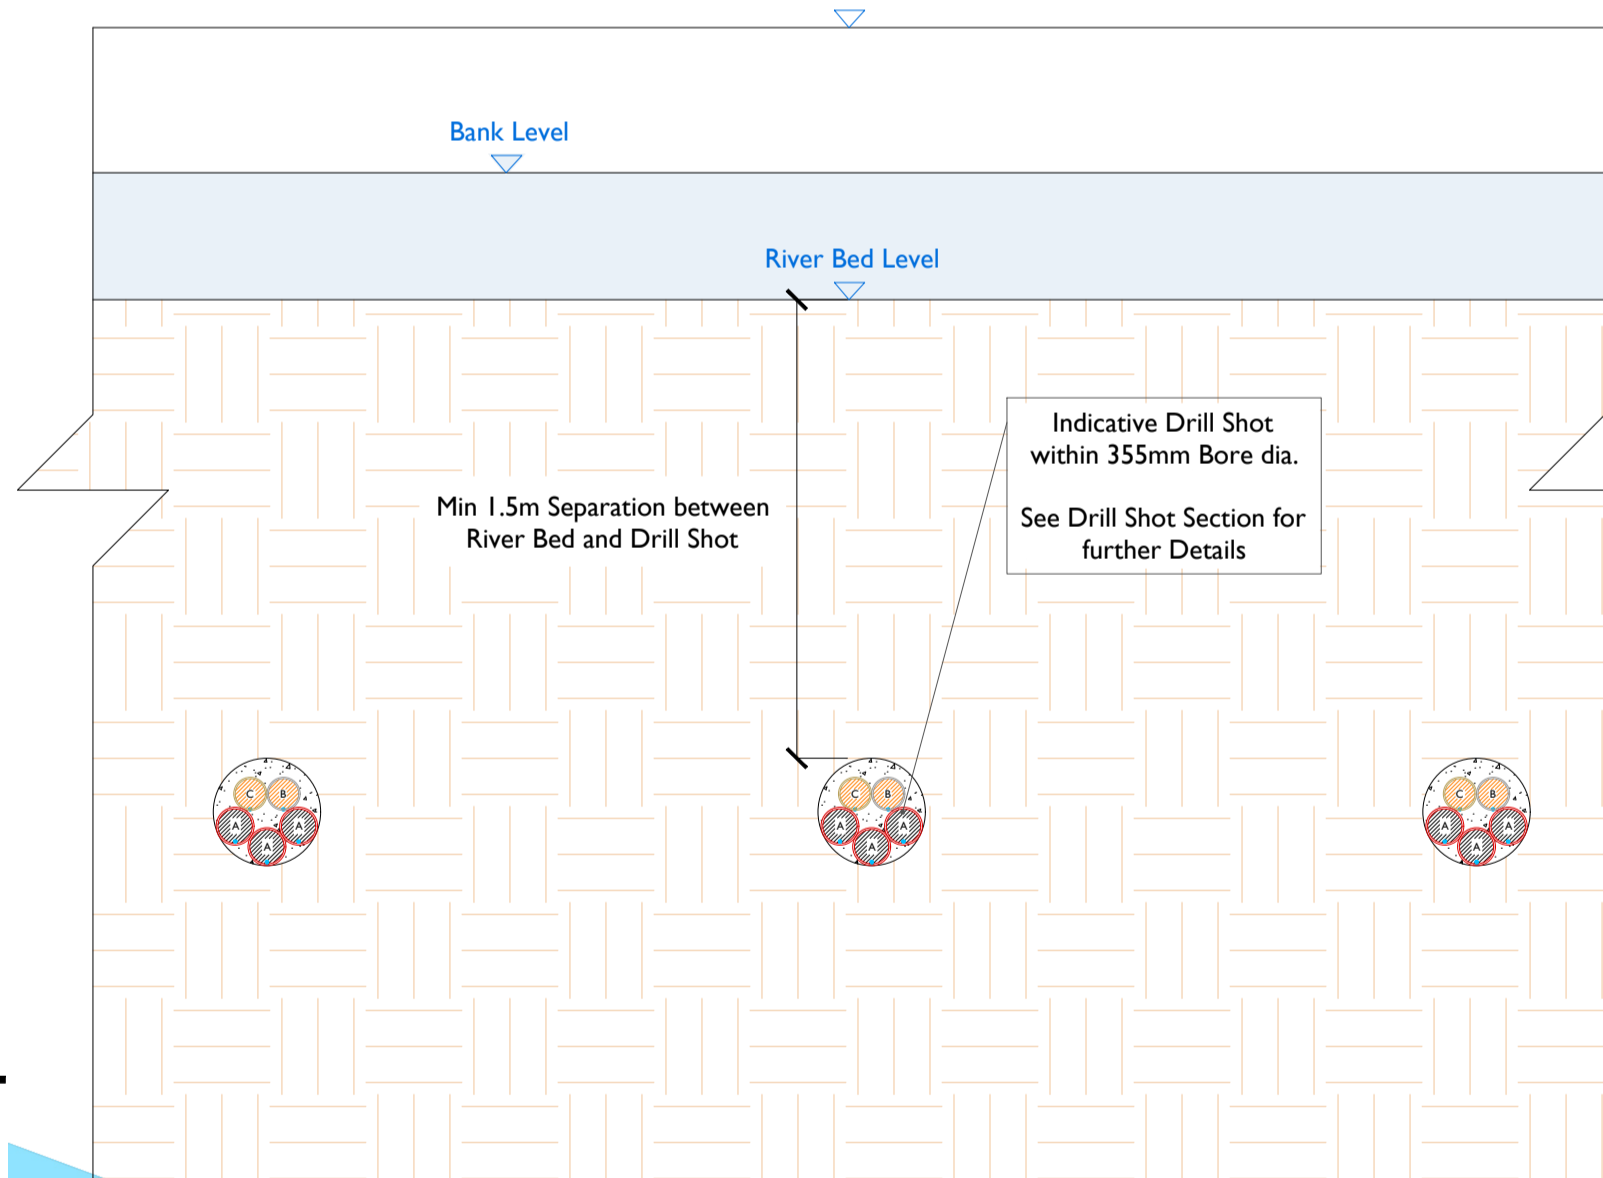 Bank Level
River Bed Level
Indicative Drill Shot
within 355mm Bore dia.
See Drill Shot Section for
further Details
Min 1.5m Separation between
River Bed and Drill Shot
C B
A A
A
C B
A A
A
C B
A A
A